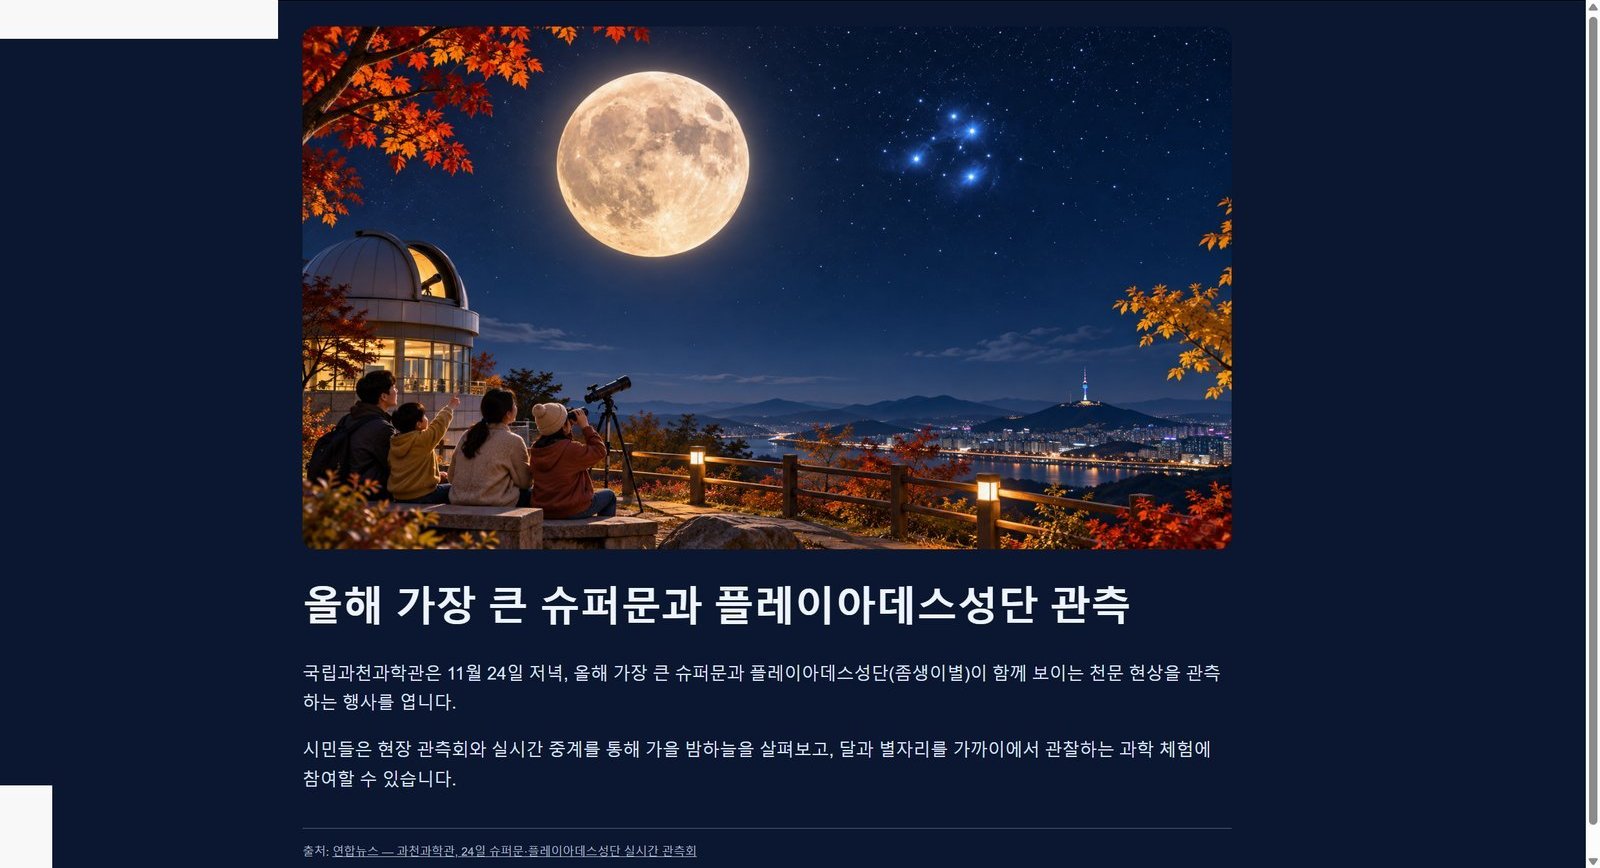 올해 가장 큰 슈퍼문과 플레이아데스성단 관측
국립과천과학관은 11월 24일 저녁, 올해 가장 큰 슈퍼문과 플레이아데스성단(좀생이별)이 함께 보이는 천문 현상을 관측
하는 행사를 엽니다.
시민들은 현장 관측회와 실시간 중계를 통해 가을 밤하늘을 살펴보고, 달과 별자리를 가까이에서 관찰하는 과학 체험에
참여할 수 있습니다.
출처: 연합뉴스 — 과천과학관, 24일 슈퍼문·플레이아데스성단 실시간 관측회